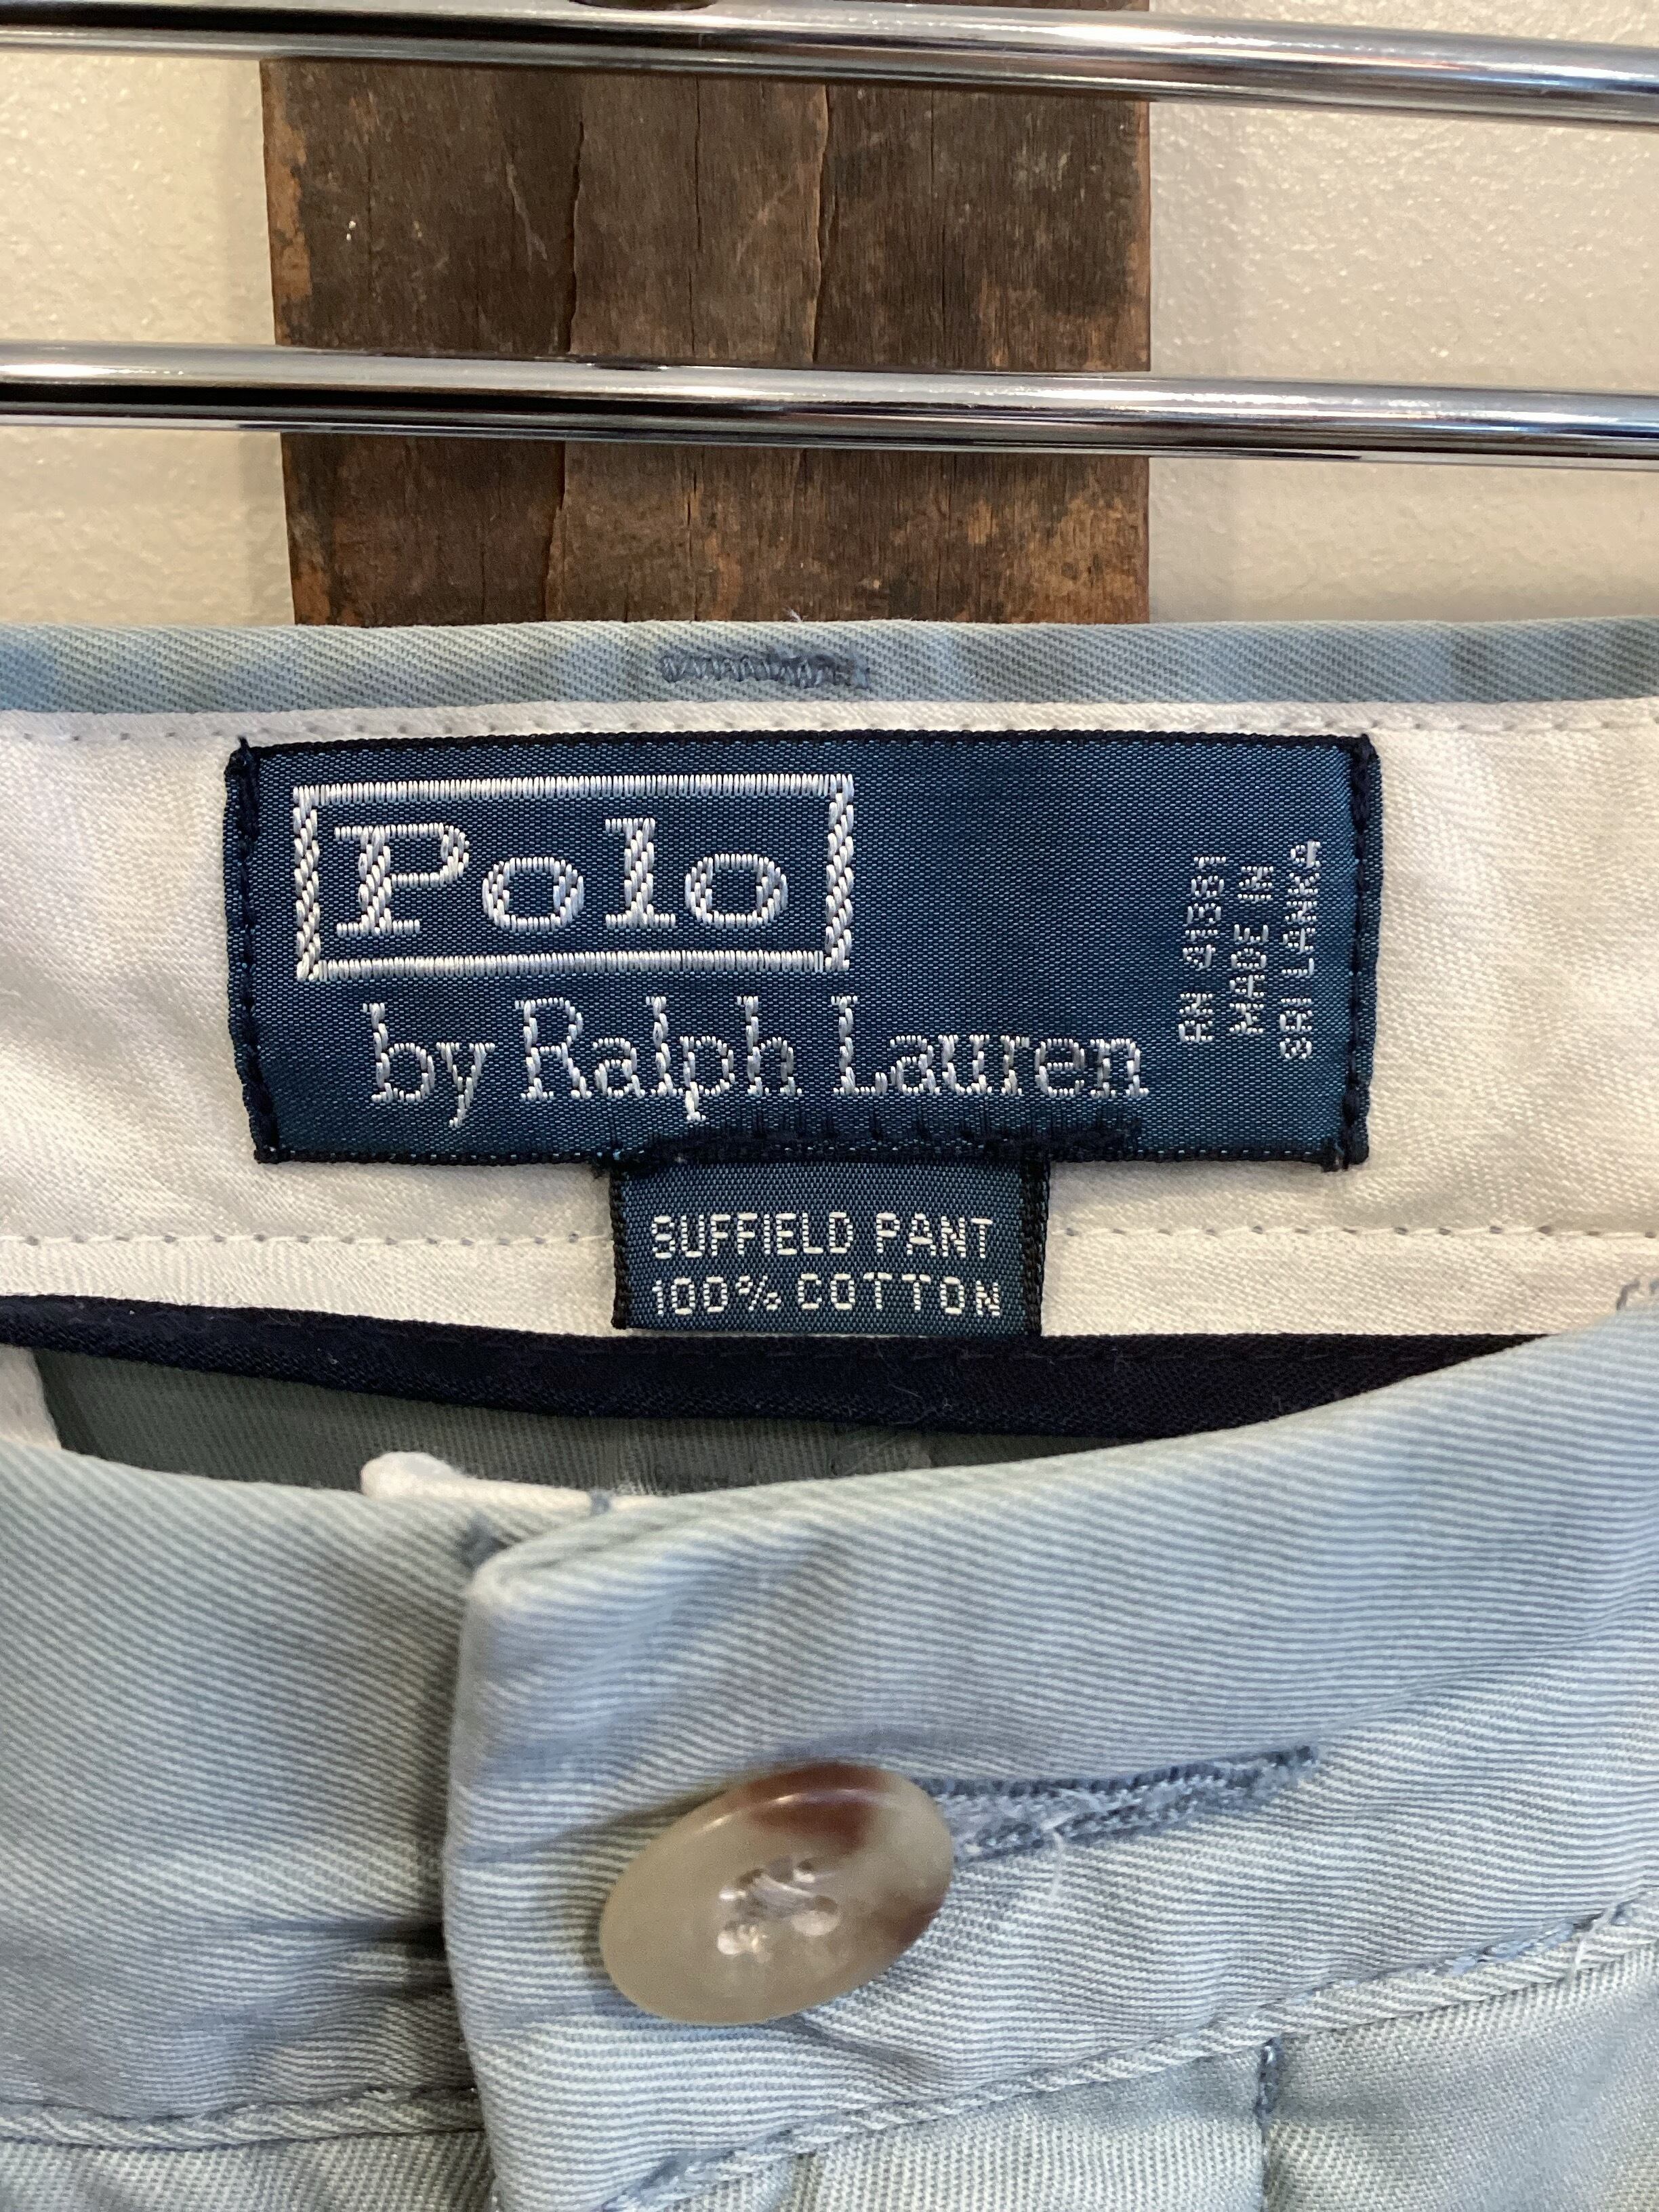 Polo
by Ralph Lauren
RN 41381
MADE IN
SRI LANKA
SUFFIELD PANT
100% COTTON